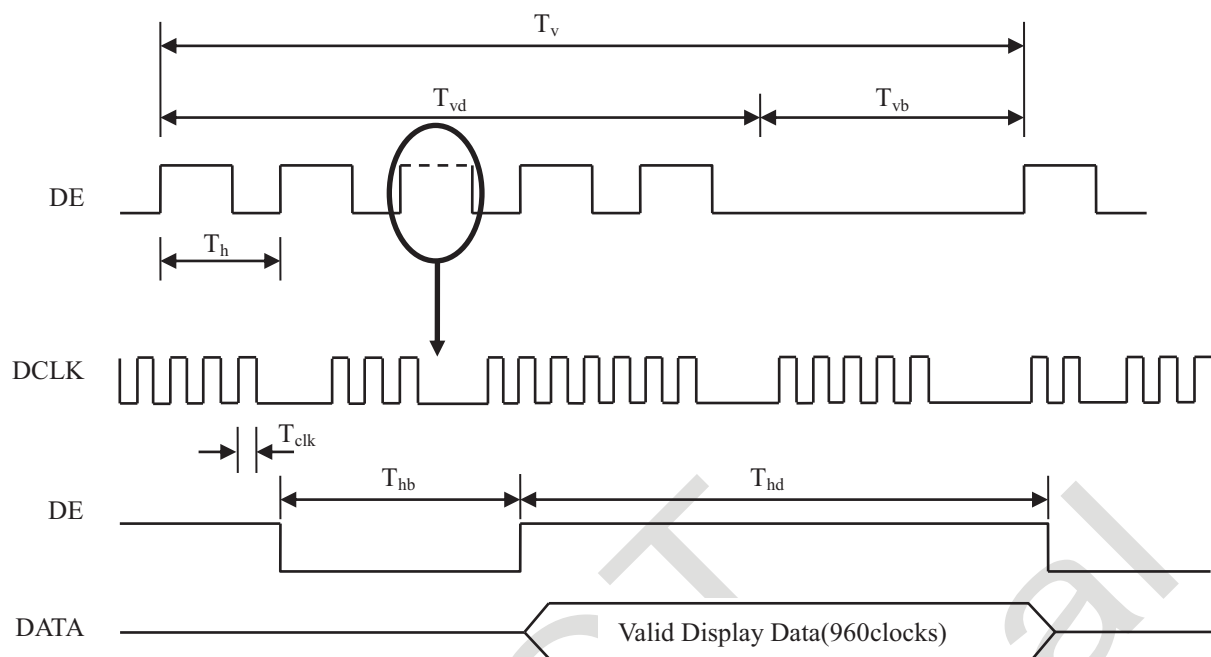 Tv
Tvd
Tvb
DE
Th
DCLK
Tclk
Thb
Thd
DE
DATA
Valid Display Data(960clocks)